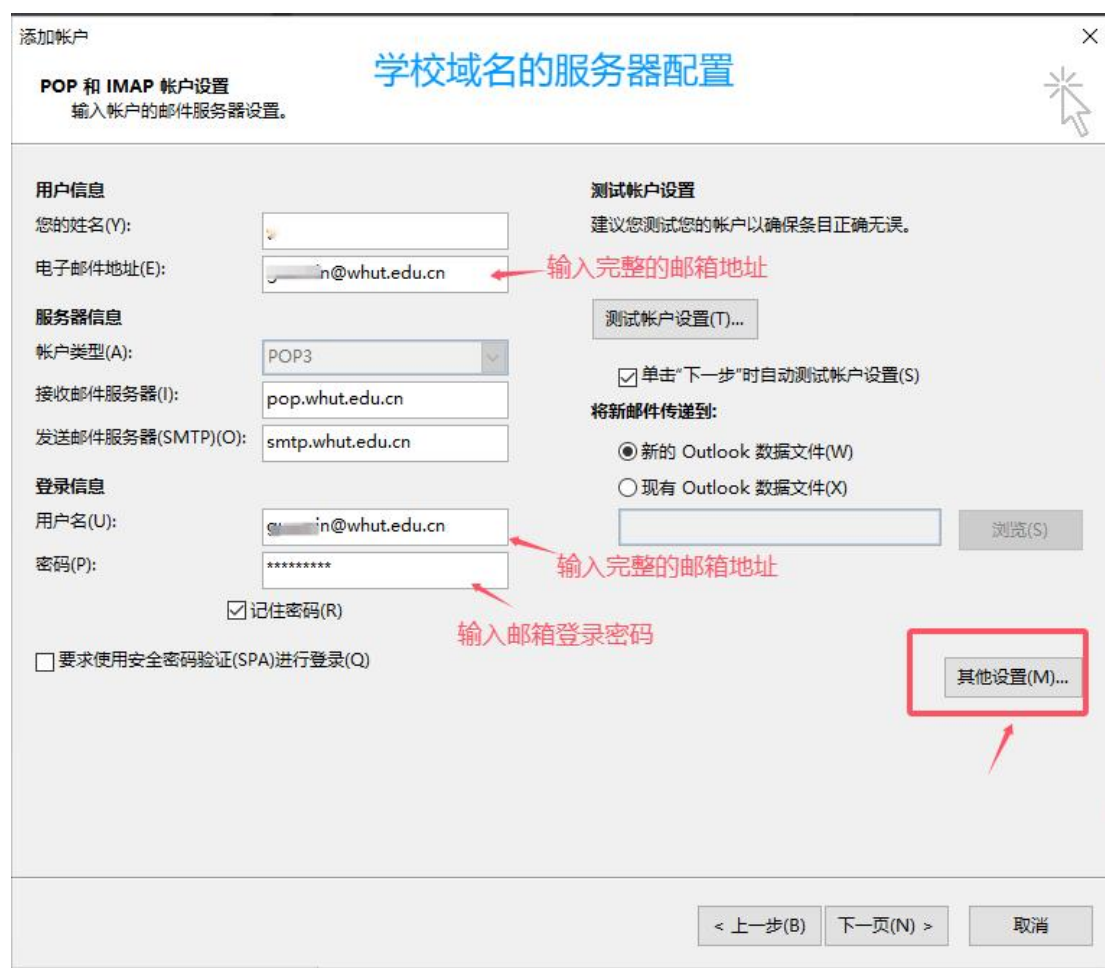 添加帐户
学校域名的服务器配置
POP 和 IMAP 帐户设置
输入帐户的邮件服务器设置。
用户信息
您的姓名(Y):
电子邮件地址(E):
n@whut.edu.cn
输入完整的邮箱地址
服务器信息
帐户类型(A):
POP3
接收邮件服务器(I):
pop.whut.edu.cn
发送邮件服务器(SMTP)(O):
smtp.whut.edu.cn
登录信息
用户名(U):
in@whut.edu.cn
输入完整的邮箱地址
密码(P):
*********
输入邮箱登录密码
记住密码(R)
要求使用安全密码验证(SPA)进行登录(Q)
测试帐户设置
建议您测试您的帐户以确保条目正确无误。
测试帐户设置(T)...
单击“下一步”时自动测试帐户设置(S)
将新邮件传递到:
新的 Outlook 数据文件(W)
现有 Outlook 数据文件(X)
浏览(S)
其他设置(M)...
< 上一步(B)
下一页(N) >
取消